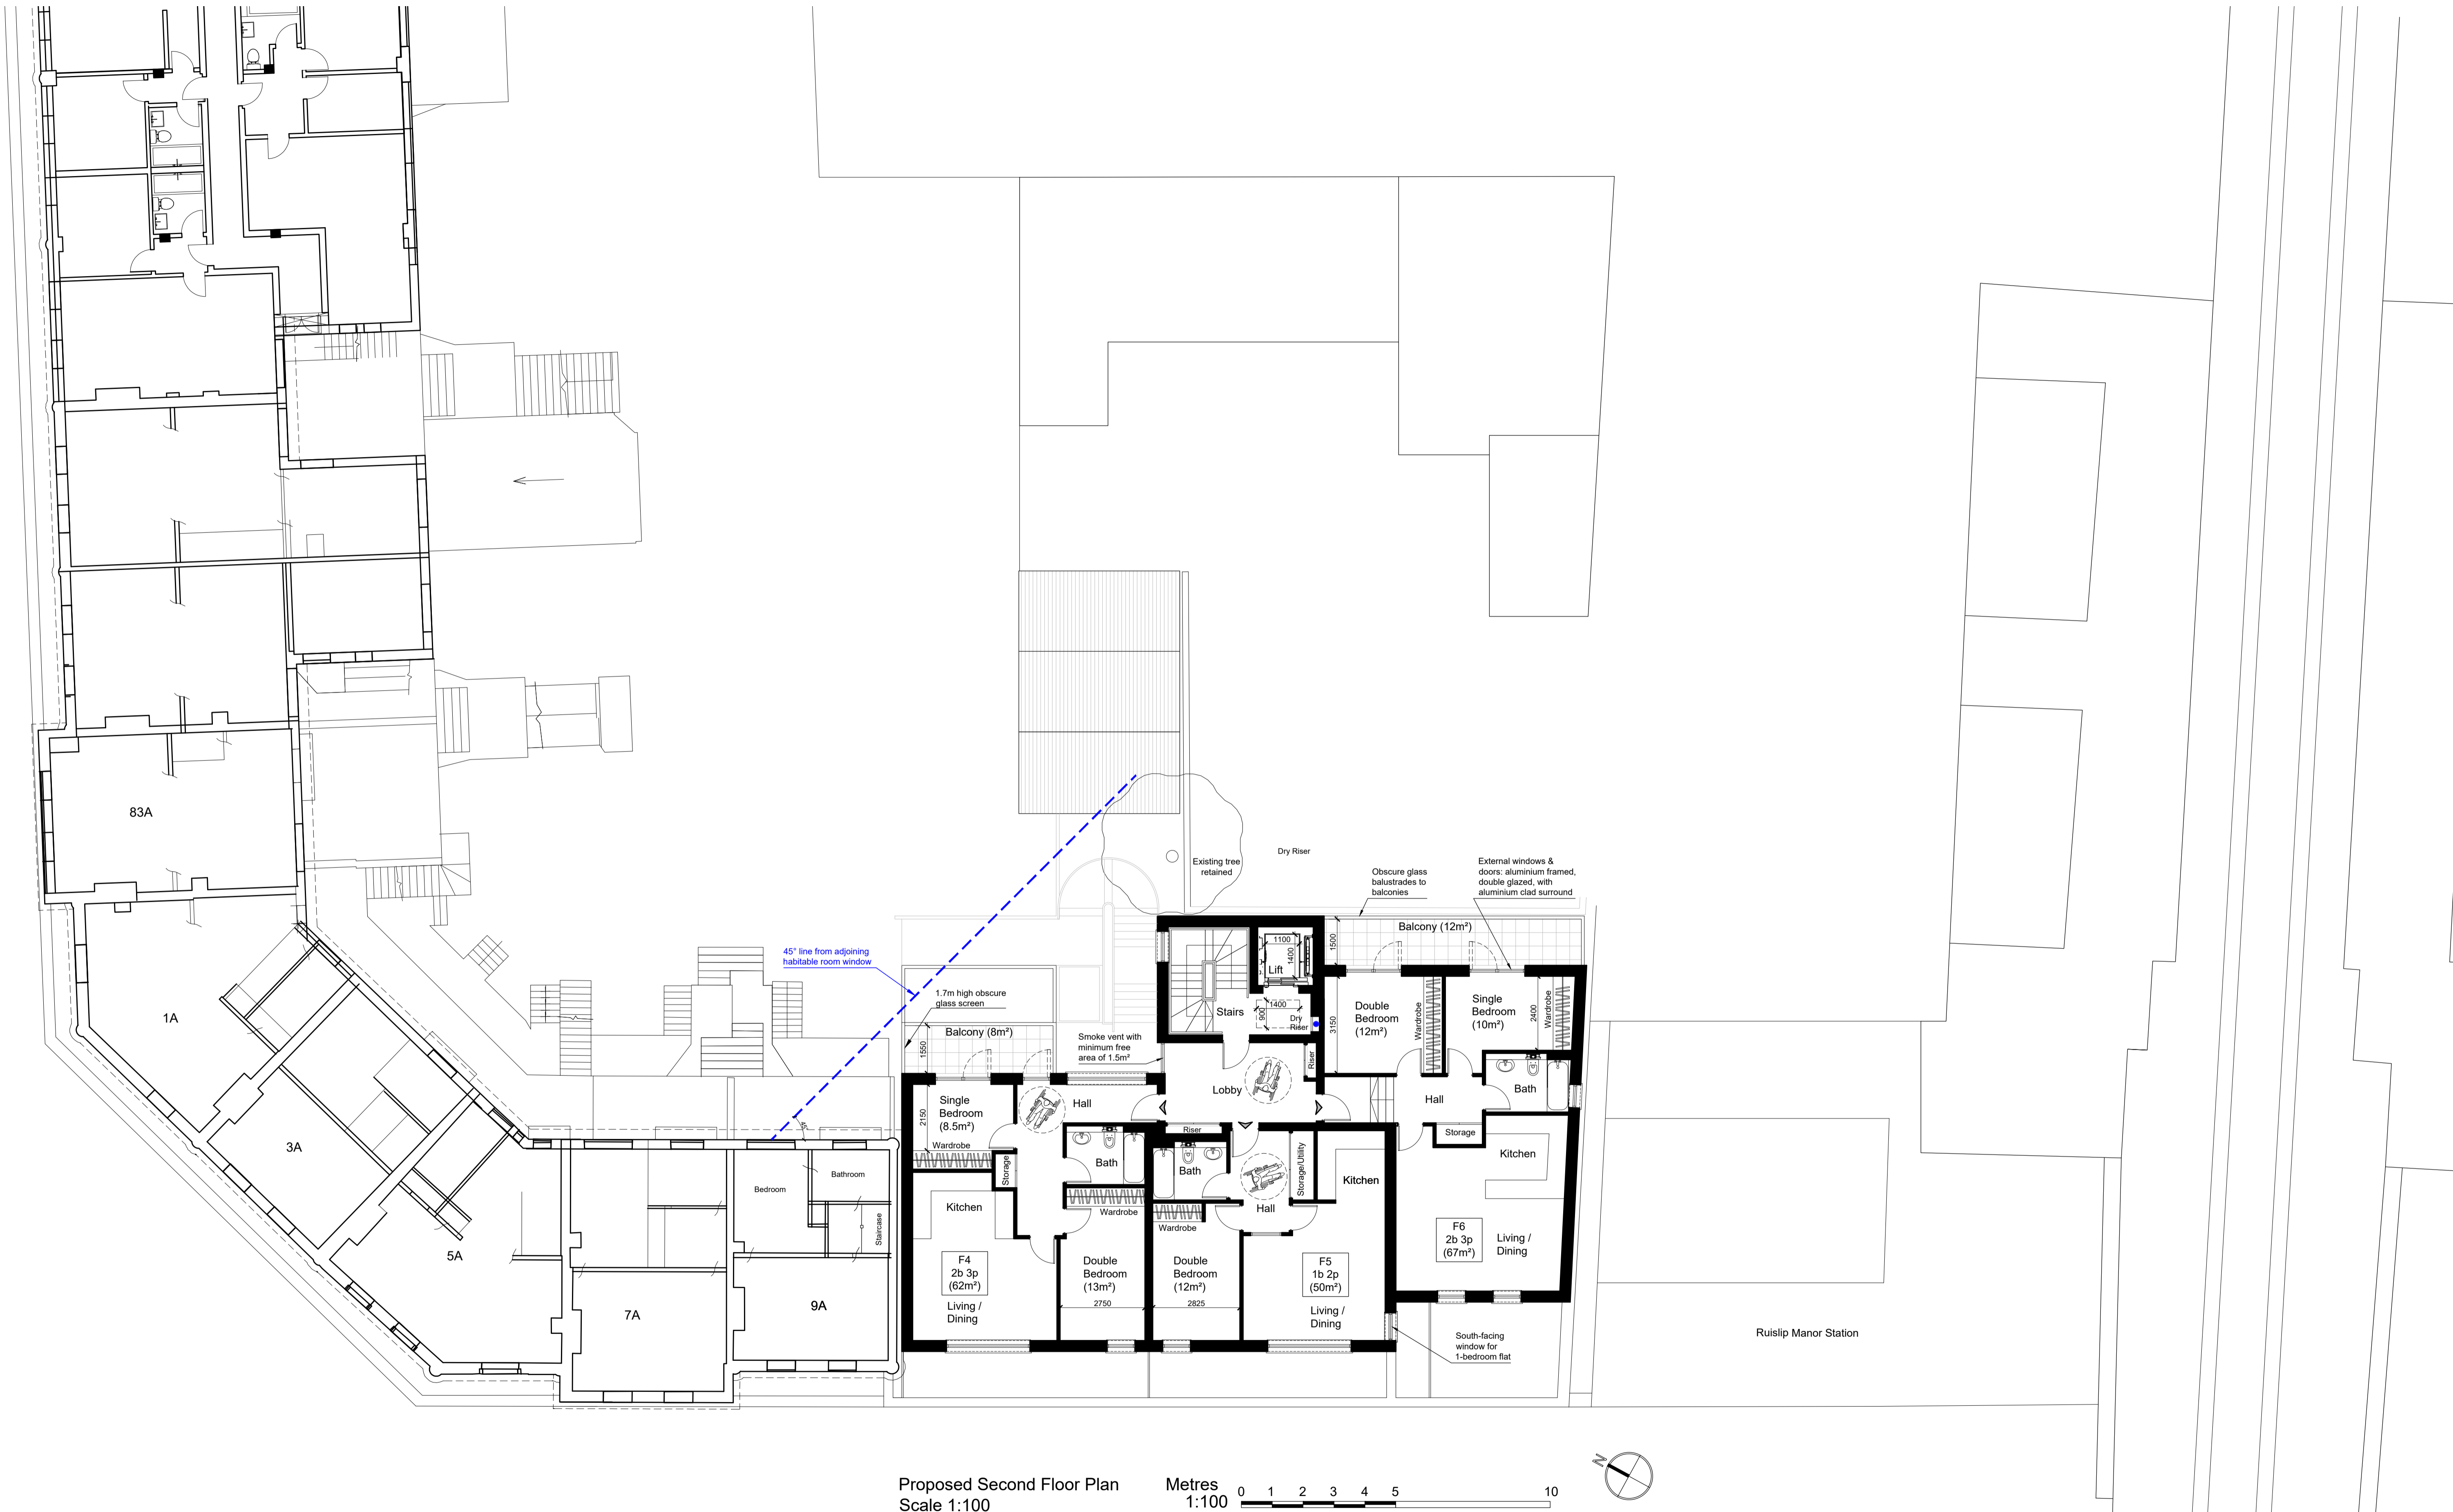 83A
1A
3A
5A
7A
9A
Bedroom
Bathroom
Staircase
45°
45° line from adjoining
habitable room window
1.7m high obscure
glass screen
Balcony (8m²)
1550
Smoke vent with
minimum free
area of 1.5m²
Existing tree
retained
Dry Riser
Obscure glass
balustrades to
balconies
External windows &
doors: aluminium framed,
double glazed, with
aluminium clad surround
Balcony (12m²)
1500
1100
1400
Lift
1400
900
Stairs
Dry
Riser
Riser
Lobby
Riser
Double
Bedroom
(12m²)
3150
Wardrobe
Single
Bedroom
(10m²)
2400
Wardrobe
Bath
Hall
Storage
Kitchen
F6
2b 3p
(67m²)
Living /
Dining
Single
Bedroom
(8.5m²)
2150
Wardrobe
Hall
Storage
Bath
Wardrobe
Kitchen
F4
2b 3p
(62m²)
Living /
Dining
Double
Bedroom
(13m²)
2750
Bath
Wardrobe
Hall
Storage/Utility
Kitchen
Double
Bedroom
(12m²)
2825
F5
1b 2p
(50m²)
Living /
Dining
South-facing
window for
1-bedroom flat
Ruislip Manor Station
N
Proposed Second Floor Plan
Scale 1:100
Metres
1:100
0 1 2 3 4 5 10